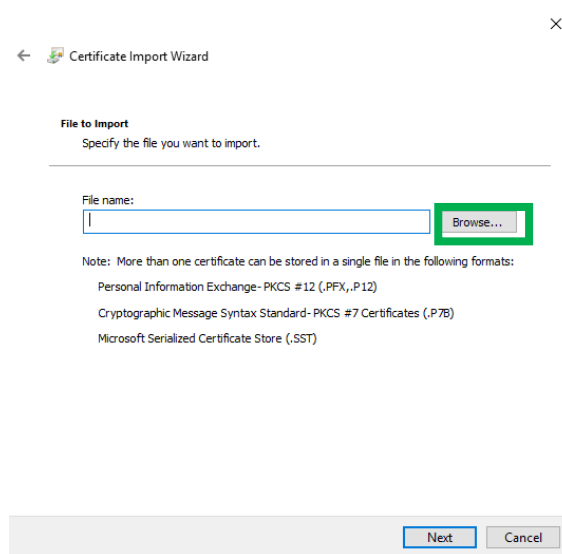 Certificate Import Wizard
File to Import
Specify the file you want to import.
File name:
Browse...
Note: More than one certificate can be stored in a single file in the following formats:
Personal Information Exchange- PKCS #12 (.PFX,.P12)
Cryptographic Message Syntax Standard- PKCS #7 Certificates (.P7B)
Microsoft Serialized Certificate Store (.SST)
Next Cancel